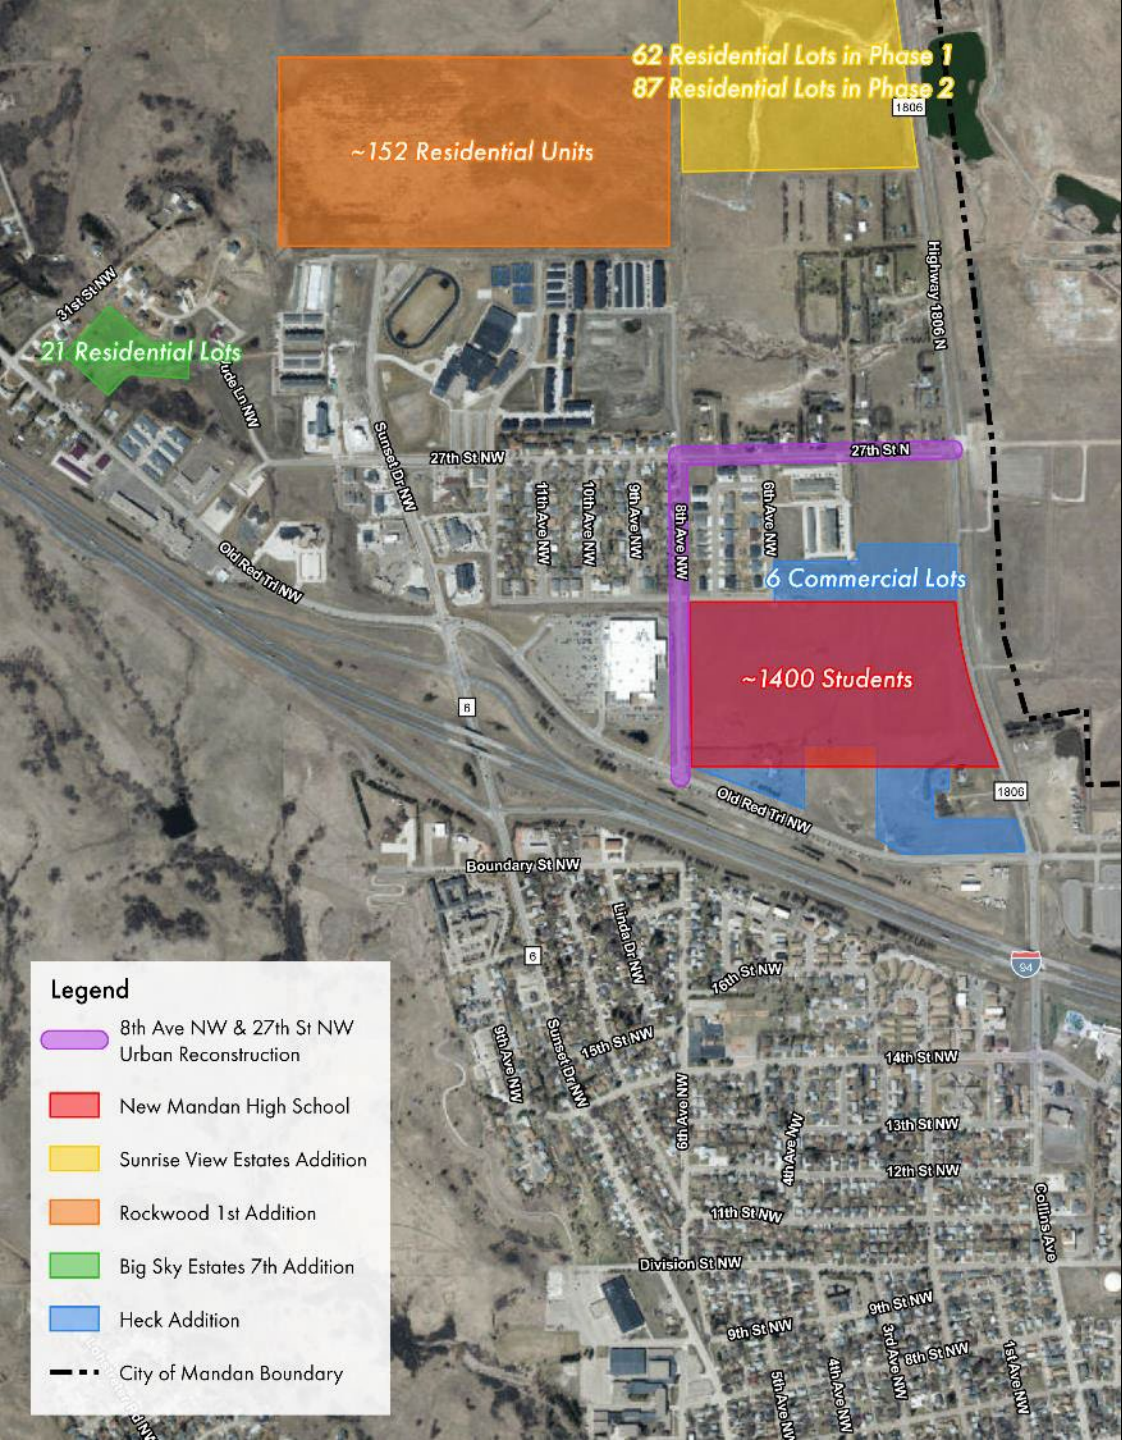 62 Residential Lots in Phase 1
87 Residential Lots in Phase 2
1806
~152 Residential Units
Highway 1806 N
31st St NW
21 Residential Lots
Jude Ln NW
Sunset Dr NW
27th St NW
27th St N
11th Ave NW
10th Ave NW
9th Ave NW
8th Ave NW
6th Ave NW
Old Red Trl NW
6 Commercial Lots
~1400 Students
6
Old Red Trl NW
1806
Boundary St NW
Linda Dr NW
6
16th St NW
94
9th Ave NW
Sunset Dr NW
15th St NW
14th St NW
6th Ave NW
4th Ave NW
13th St NW
12th St NW
11th St NW
Collins Ave
Division St NW
9th St NW
9th St NW
3rd Ave NW
8th St NW
1st Ave NW
5th Ave NW
4th Ave NW
Legend
8th Ave NW & 27th St NW
Urban Reconstruction
New Mandan High School
Sunrise View Estates Addition
Rockwood 1st Addition
Big Sky Estates 7th Addition
Heck Addition
City of Mandan Boundary
Rd NW